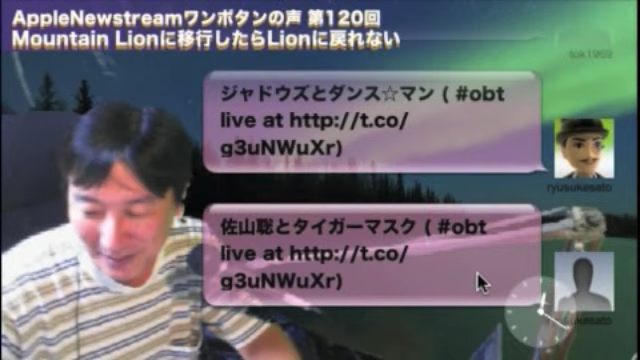 AppleNewstreamワンボタンの声 第120回
Mountain Lionに移行したらLionに戻れない
tok1969
ジャドウズとダンス☆マン ( #obt
live at http://t.co/
g3uNWuXr)
ryusukesato
佐山聡とタイガーマスク ( #obt
live at http://t.co/
g3uNWuXr)